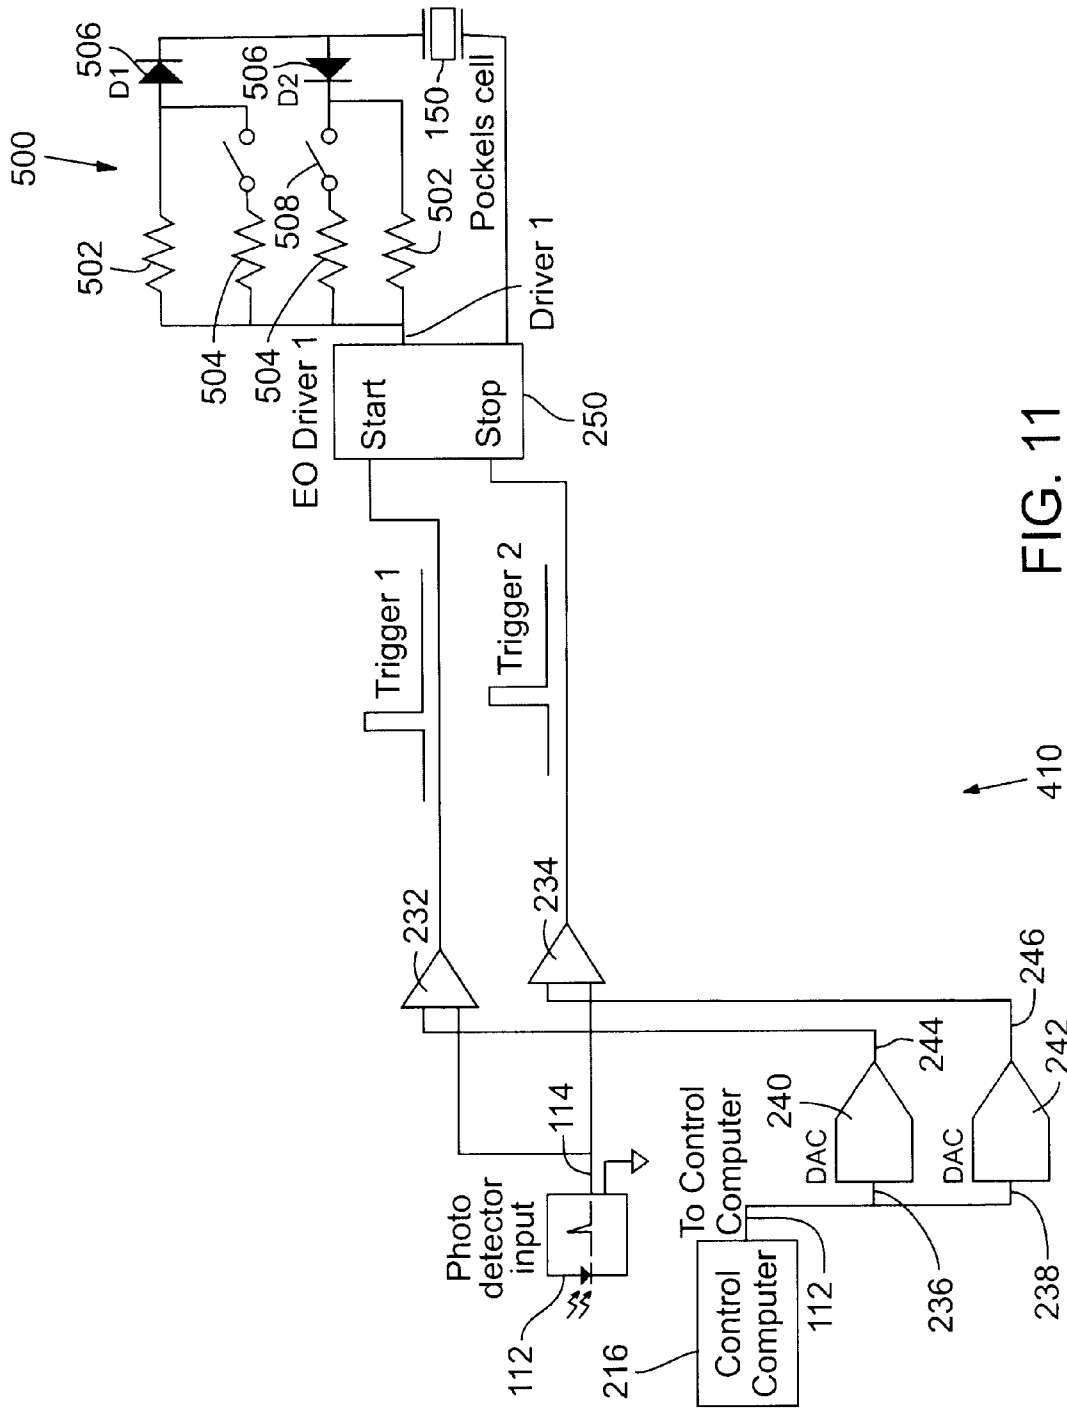 500
506
D1
502
504
504
EO Driver 1
506
D2
508
502
150
Pockels cell
Driver 1
Start
Stop
250
Trigger 1
Trigger 2
232
234
114
Photo
detector
input
112
To Control
Computer
Control
Computer
216
112
236
238
DAC
240
244
DAC
242
246
410
FIG. 11